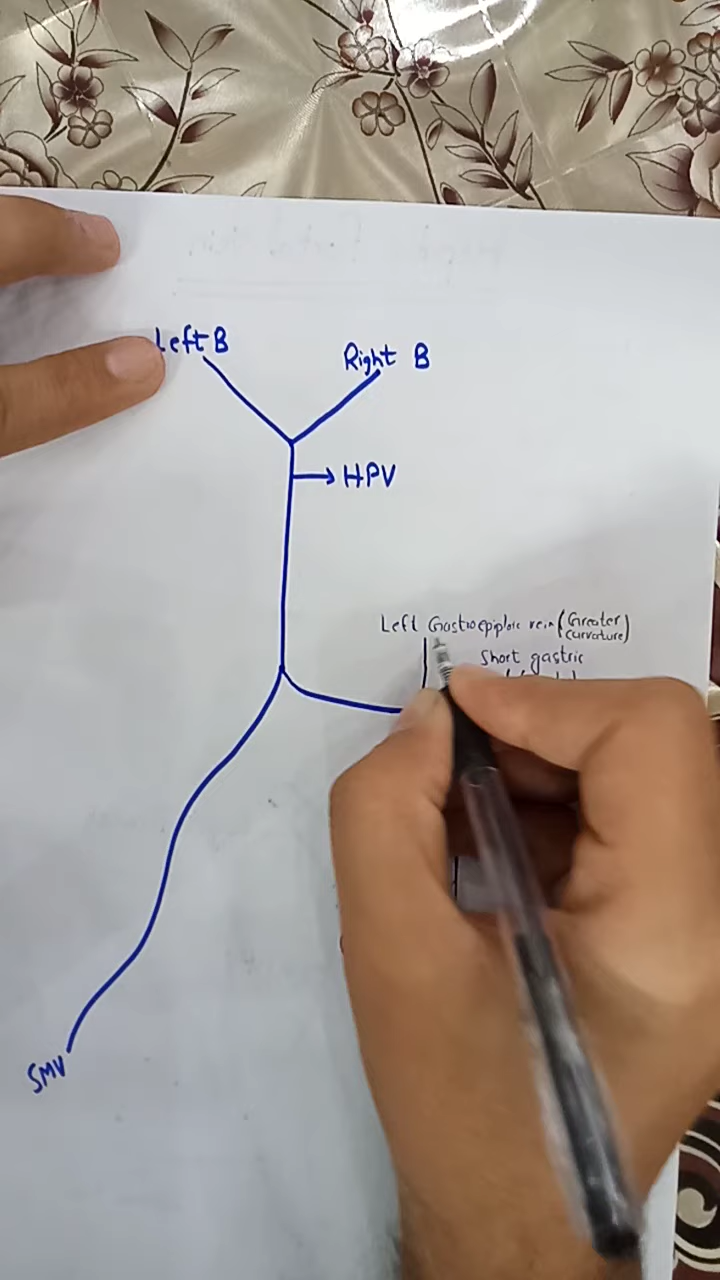 Left B
Right B
HPV
Left Gastroepiploic vein (Greater
curvature)
Short gastric
SMV